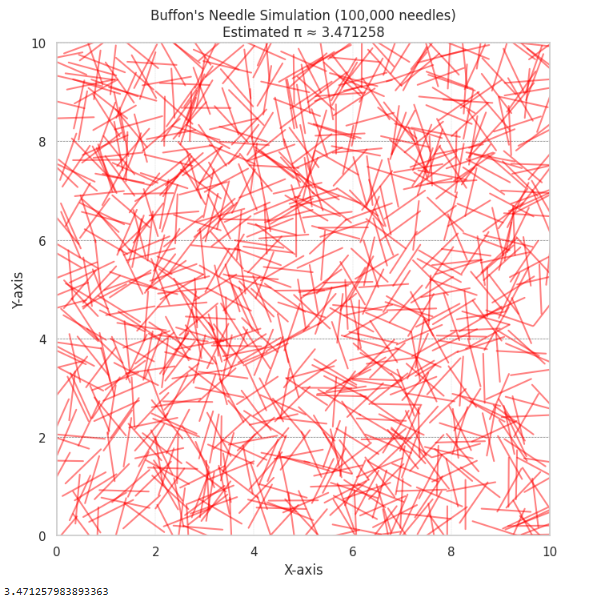 Buffon's Needle Simulation (100,000 needles)
Estimated π ≈ 3.471258
10
8
6
4
2
0
Y-axis
0 2 4 6 8 10
X-axis
3.471257983893363